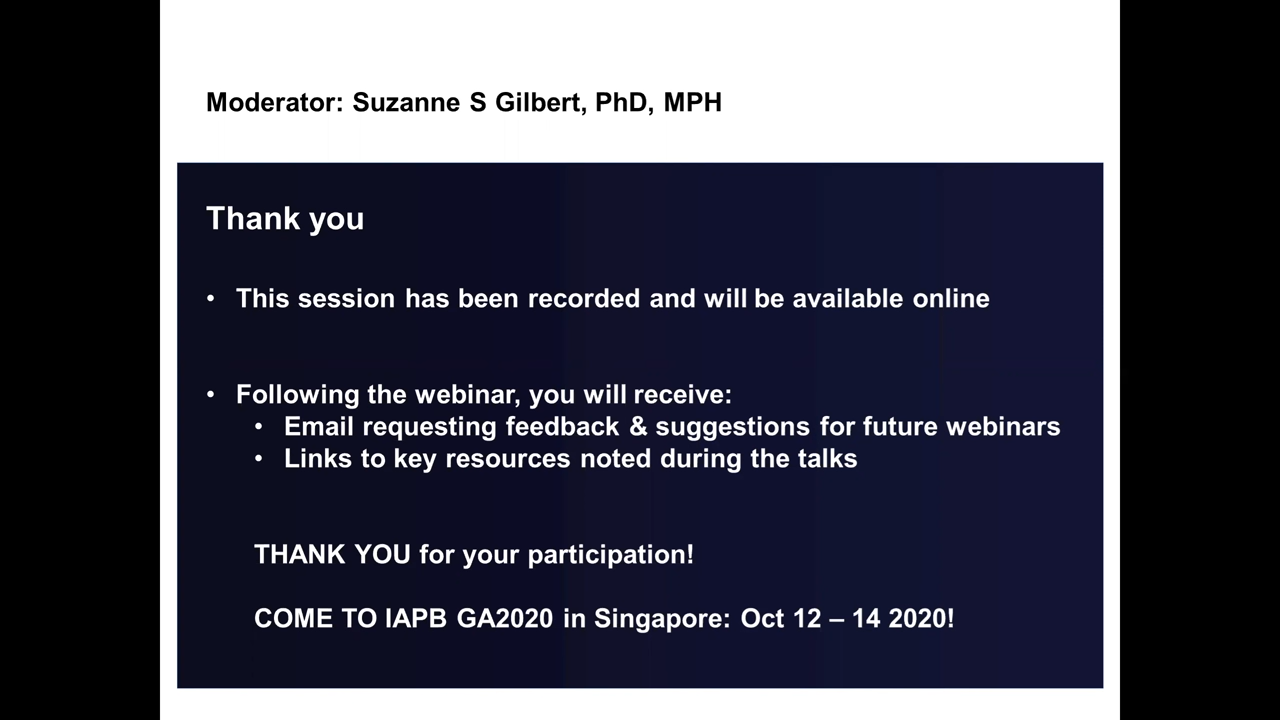 Moderator: Suzanne S Gilbert, PhD, MPH
Thank you
• This session has been recorded and will be available online
• Following the webinar, you will receive:
• Email requesting feedback & suggestions for future webinars
• Links to key resources noted during the talks
THANK YOU for your participation!
COME TO IAPB GA2020 in Singapore: Oct 12 – 14 2020!